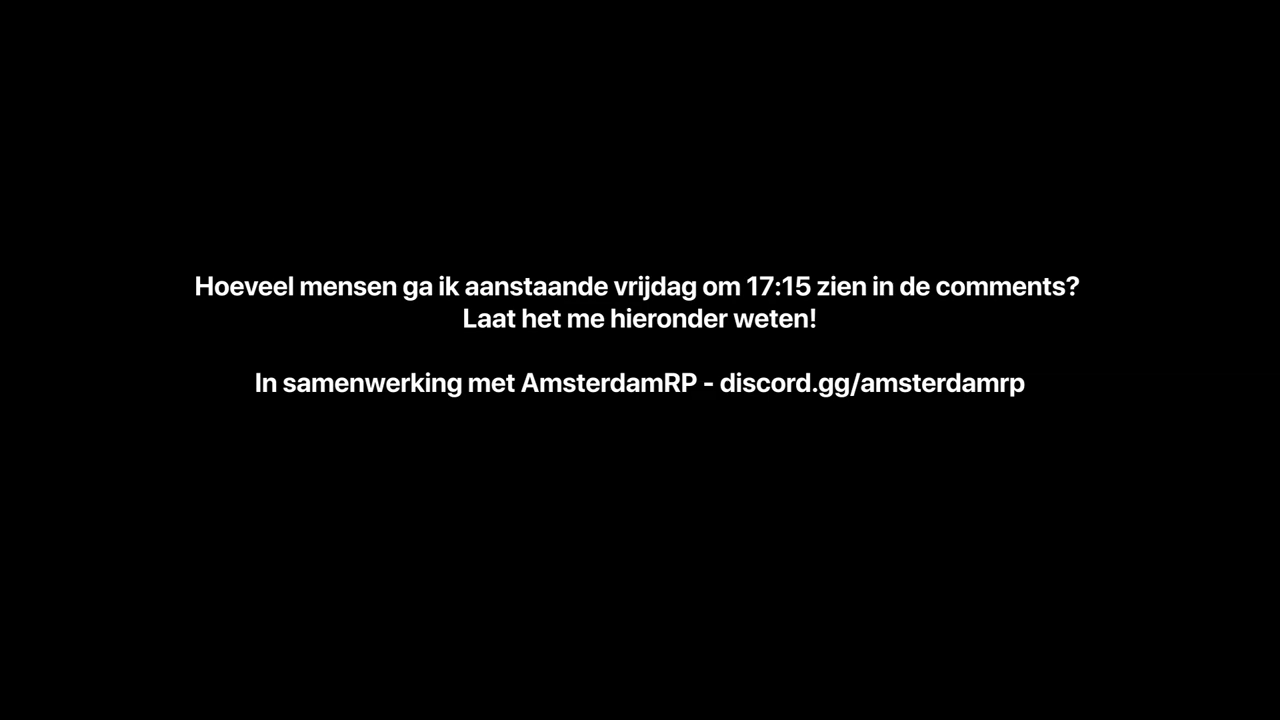 Hoeveel mensen ga ik aanstaande vrijdag om 17:15 zien in de comments?
Laat het me hieronder weten!
In samenwerking met AmsterdamRP - discord.gg/amsterdamrp